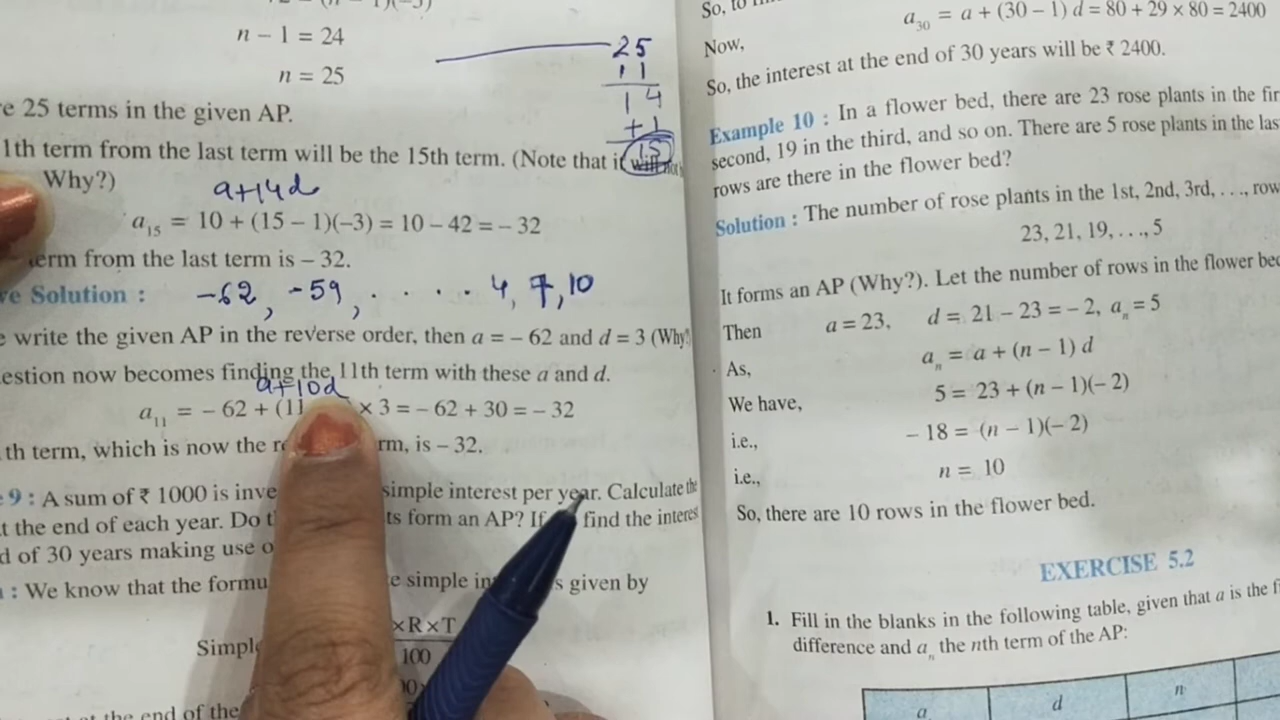 n − 1 = 24
n = 25
25
11
14
+1
15
re 25 terms in the given AP.
1th term from the last term will be the 15th term. (Note that it will not
Why?)
a+14d
a₁₅ = 10 + (15 − 1)(−3) = 10 − 42 = − 32
term from the last term is − 32.
ve Solution : −62, −59, . . . . 4, 7, 10
e write the given AP in the reverse order, then a = − 62 and d = 3 (Why?
estion now becomes finding the 11th term with these a and d.
a+10d
a₁₁ = − 62 + (11 × 3 = − 62 + 30 = − 32
th term, which is now the rm, is − 32.
9 : A sum of ₹ 1000 is inve simple interest per year. Calculate the
t the end of each year. Do t ts form an AP? If find the interest
d of 30 years making use o
: We know that the formu e simple in s given by
Simpl ×R×T
100
at the end of the
So, to
a₃₀ = a + (30 − 1) d = 80 + 29 × 80 = 2400
Now,
So, the interest at the end of 30 years will be ₹ 2400.
Example 10 : In a flower bed, there are 23 rose plants in the fir
second, 19 in the third, and so on. There are 5 rose plants in the las
rows are there in the flower bed?
Solution : The number of rose plants in the 1st, 2nd, 3rd, . . ., row
23, 21, 19, . . ., 5
It forms an AP (Why?). Let the number of rows in the flower bed
Then a = 23, d = 21 − 23 = − 2, aₙ = 5
As, aₙ = a + (n − 1) d
We have, 5 = 23 + (n − 1)(− 2)
i.e., − 18 = (n − 1)(− 2)
i.e., n = 10
So, there are 10 rows in the flower bed.
EXERCISE 5.2
1. Fill in the blanks in the following table, given that a is the fi
difference and aₙ the nth term of the AP:
a d n